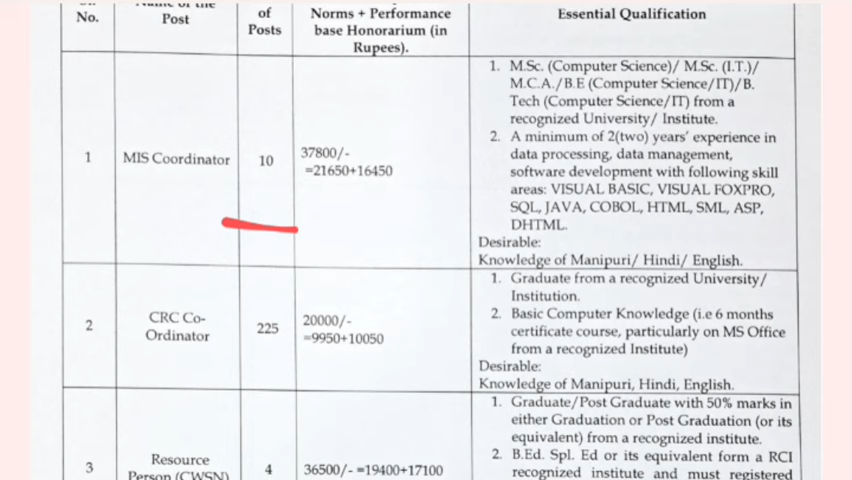 No.
Post
of
Posts
Norms + Performance
base Honorarium (in
Rupees).
Essential Qualification
1
MIS Coordinator
10
37800/-
=21650+16450
1. M.Sc. (Computer Science)/ M.Sc. (I.T.)/
M.C.A./B.E (Computer Science/IT)/B.
Tech (Computer Science/IT) from a
recognized University/ Institute.
2. A minimum of 2(two) years' experience in
data processing, data management,
software development with following skill
areas: VISUAL BASIC, VISUAL FOXPRO,
SQL, JAVA, COBOL, HTML, SML, ASP,
DHTML.
Desirable:
Knowledge of Manipuri/ Hindi/ English.
2
CRC Co-
Ordinator
225
20000/-
=9950+10050
1. Graduate from a recognized University/
Institution.
2. Basic Computer Knowledge (i.e 6 months
certificate course, particularly on MS Office
from a recognized Institute)
Desirable:
Knowledge of Manipuri, Hindi, English.
3
Resource
Person (CWSN)
4
36500/- =19400+17100
1. Graduate/Post Graduate with 50% marks in
either Graduation or Post Graduation (or its
equivalent) from a recognized institute.
2. B.Ed. Spl. Ed or its equivalent form a RCI
recognized institute and must registered